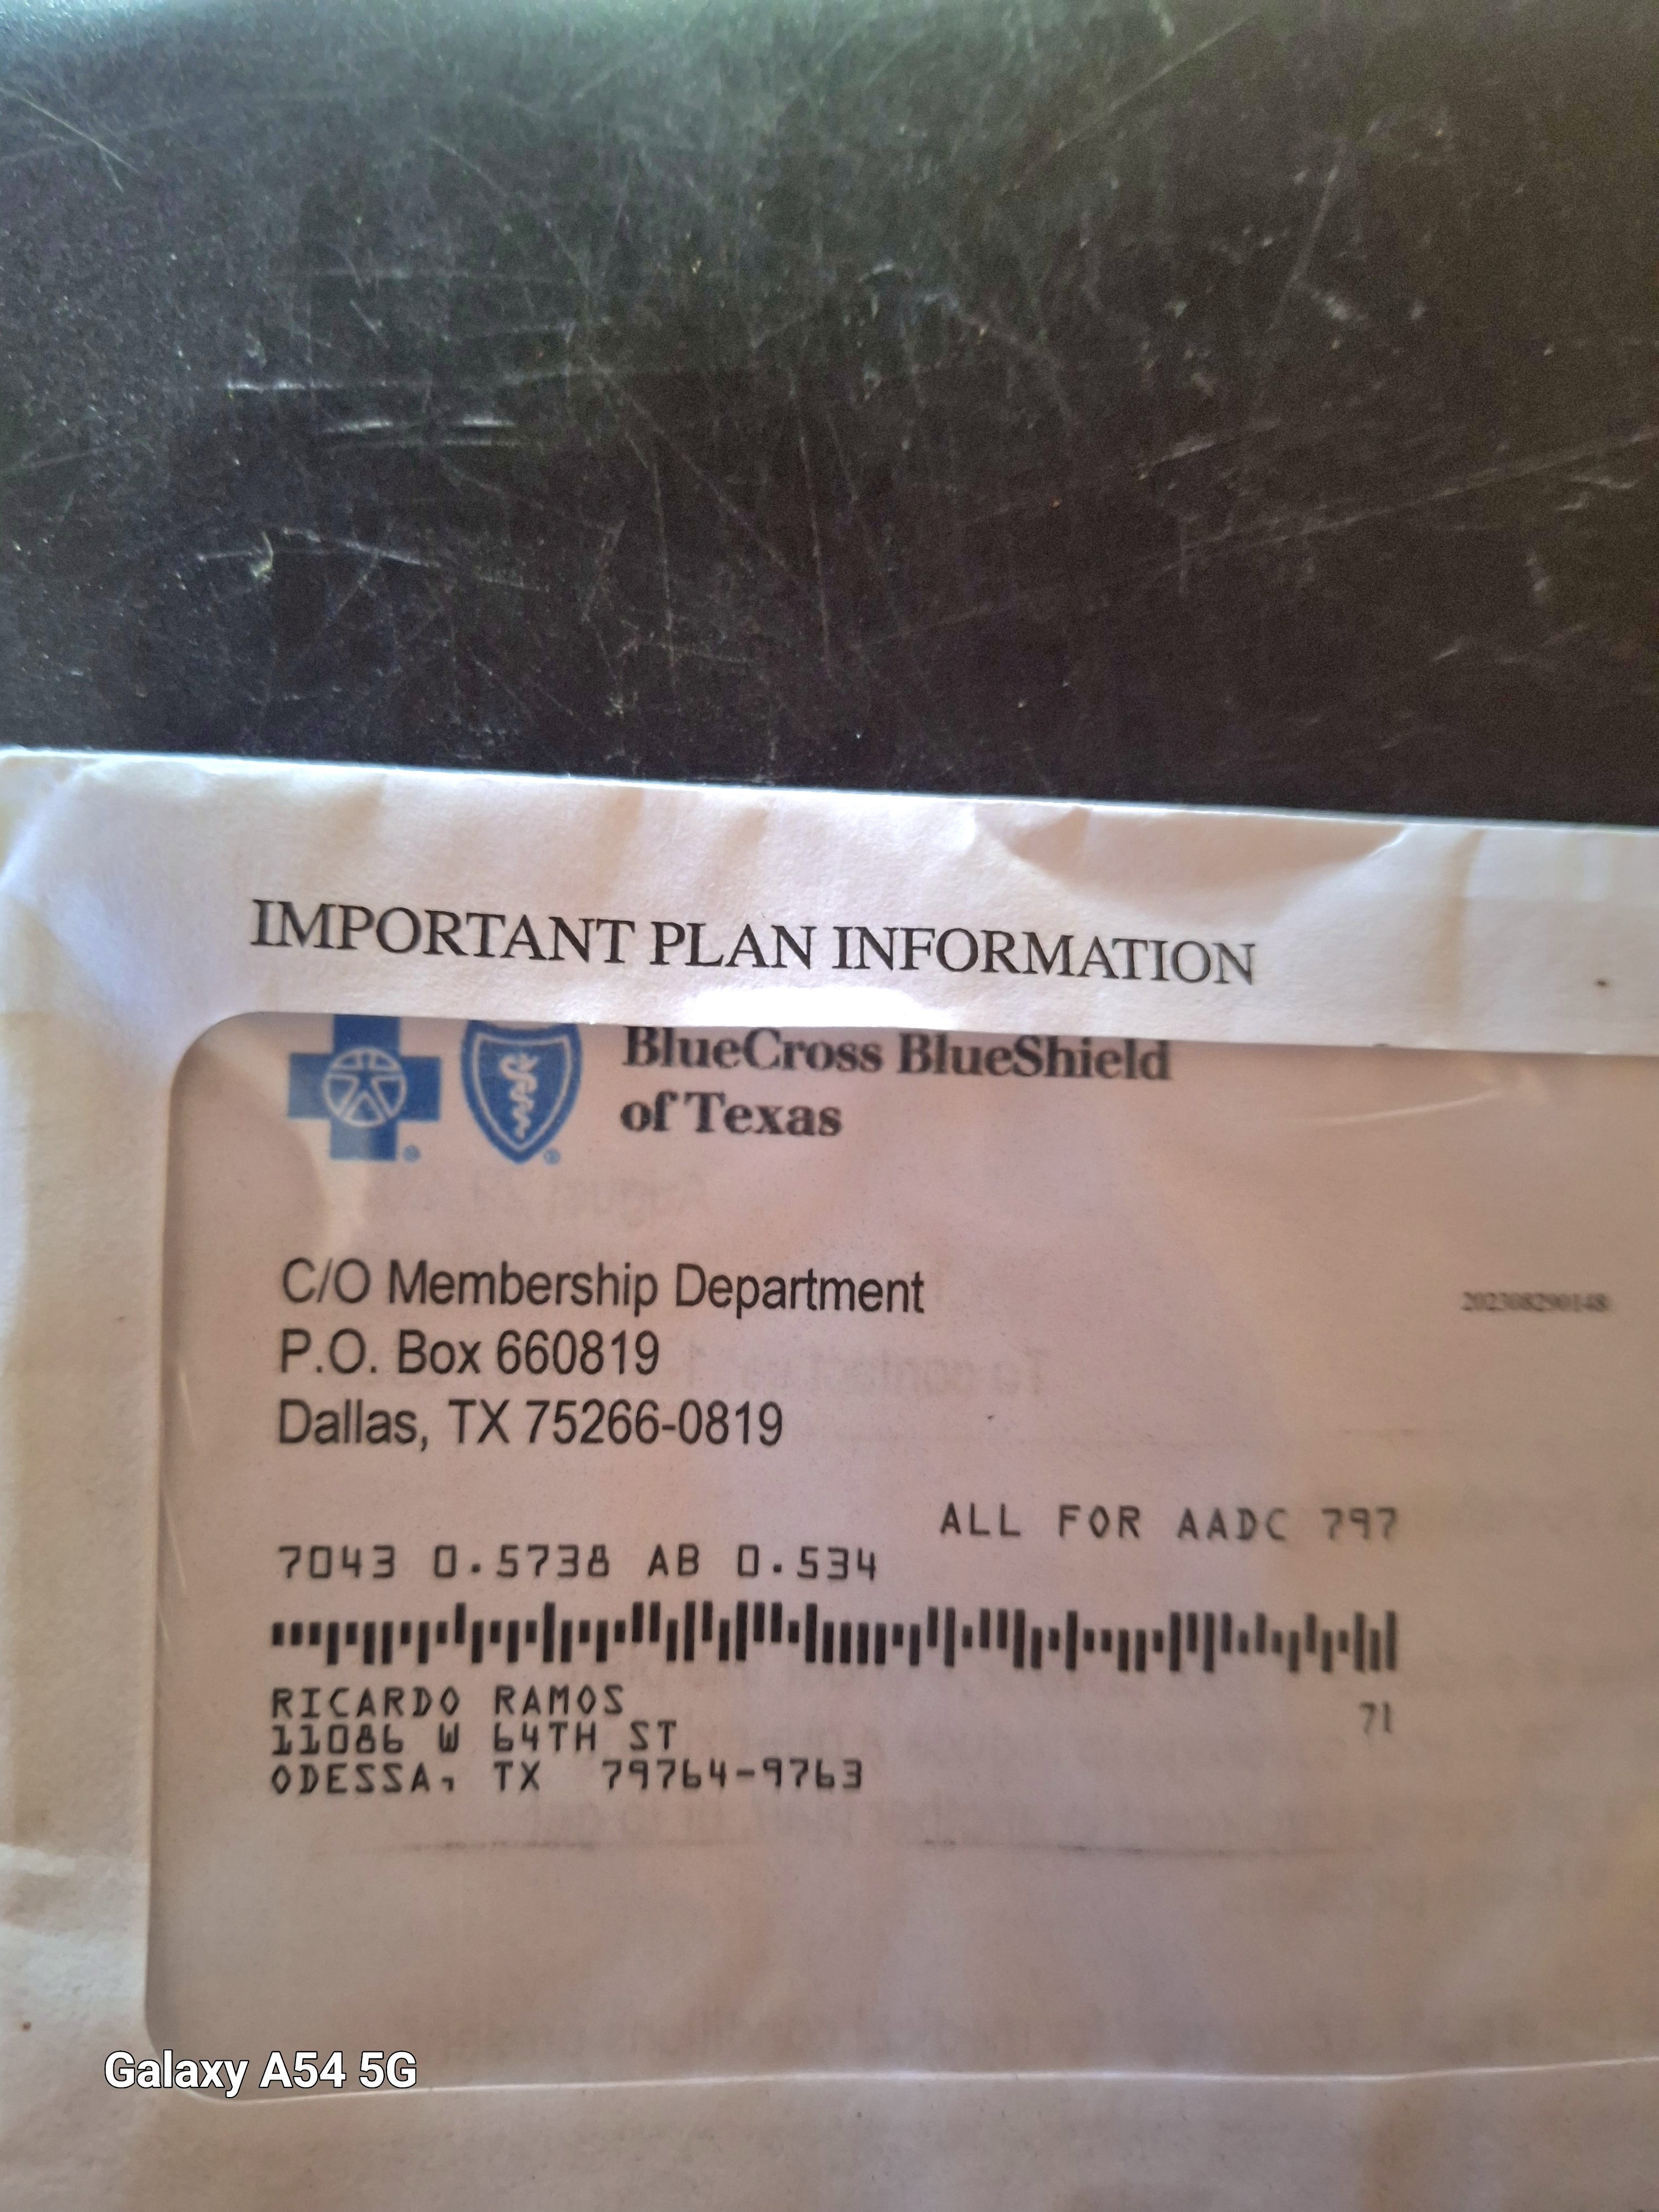 IMPORTANT PLAN INFORMATION
BlueCross BlueShield
of Texas
C/O Membership Department
P.O. Box 660819
Dallas, TX 75266-0819
202308290148
ALL FOR AADC 797
7043 0.5738 AB 0.534
RICARDO RAMOS
71
11086 W 64TH ST
ODESSA, TX 79764-9763
Galaxy A54 5G